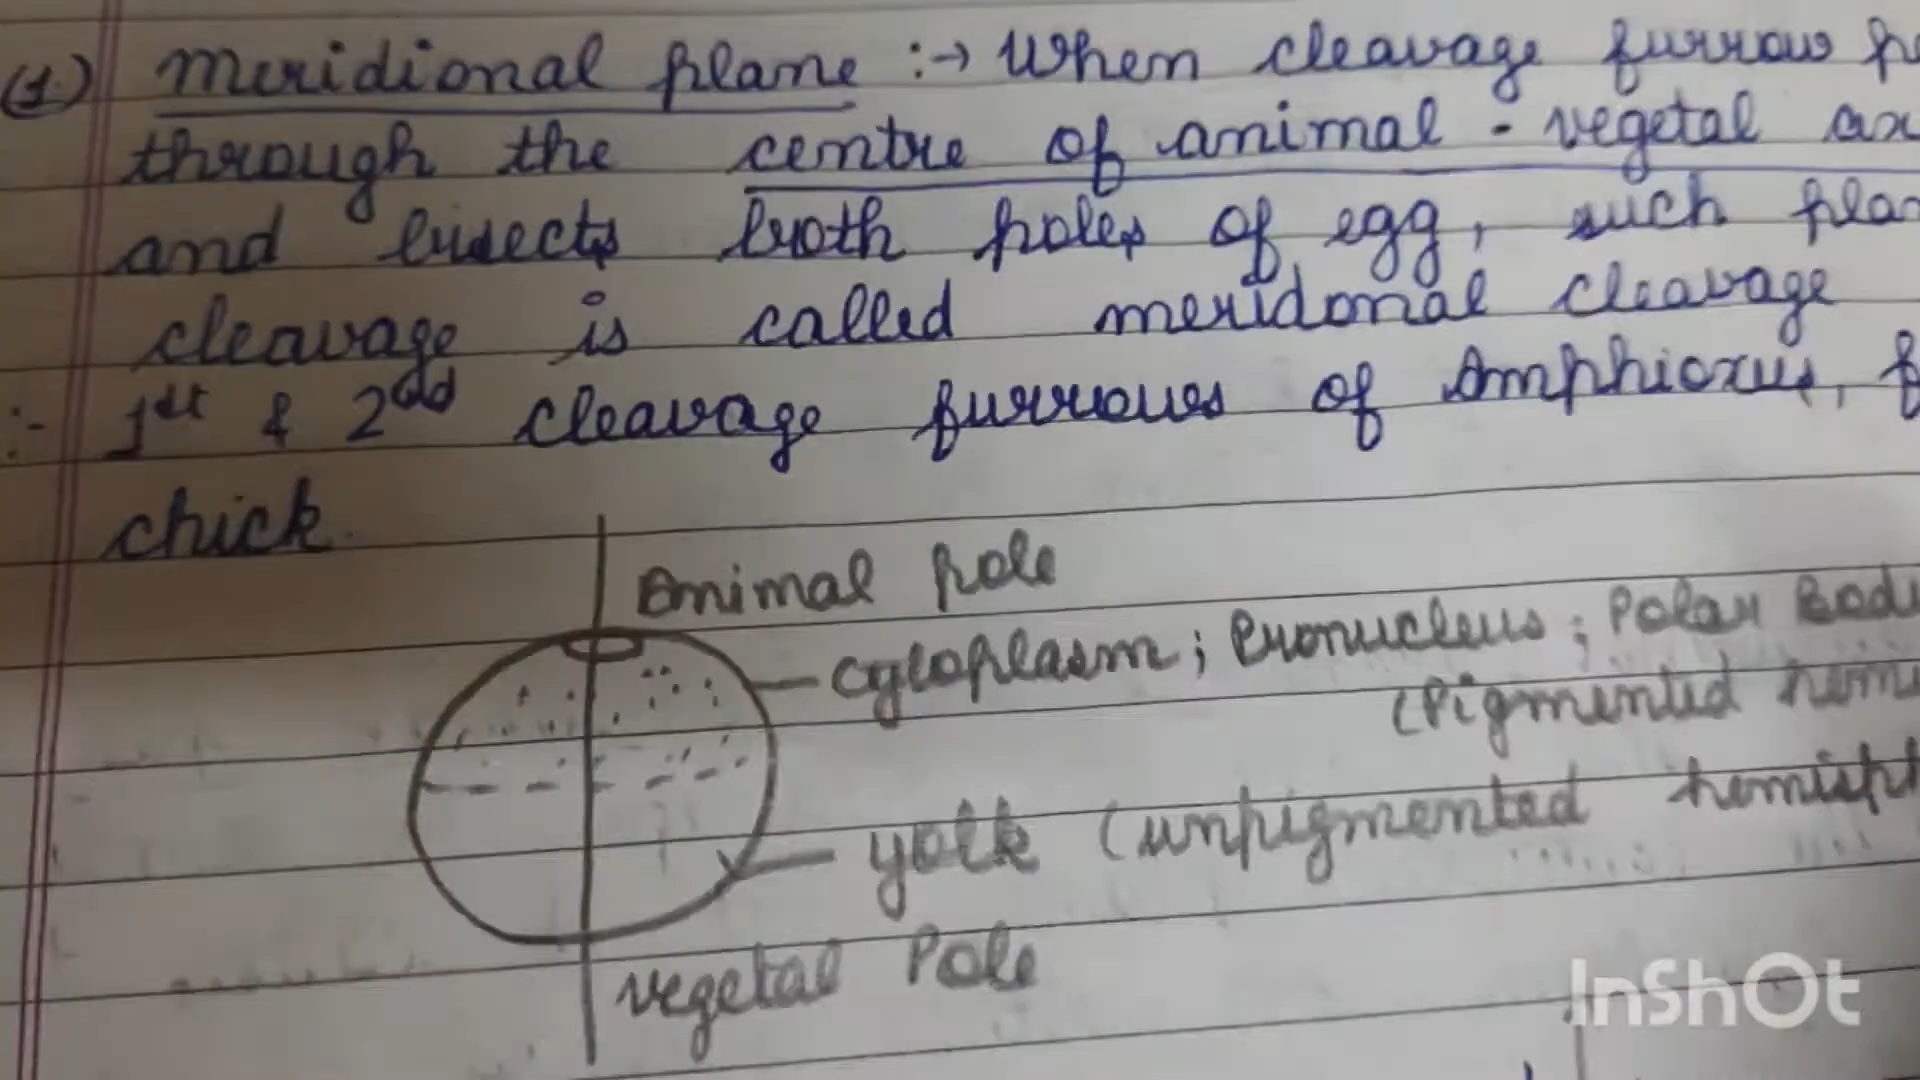 (1.) Meridional plane :→ When cleavage furrow
through the centre of animal - vegetal
and bisects both poles of egg, such
cleavage is called meridonal cleavage
:- 1st & 2nd cleavage furrows of Amphioxus,
chick.
Animal pole
cytoplasm ; Pronucleus ; Polar
(Pigmented
yolk (unpigmented
vegetal Pole
InShOt